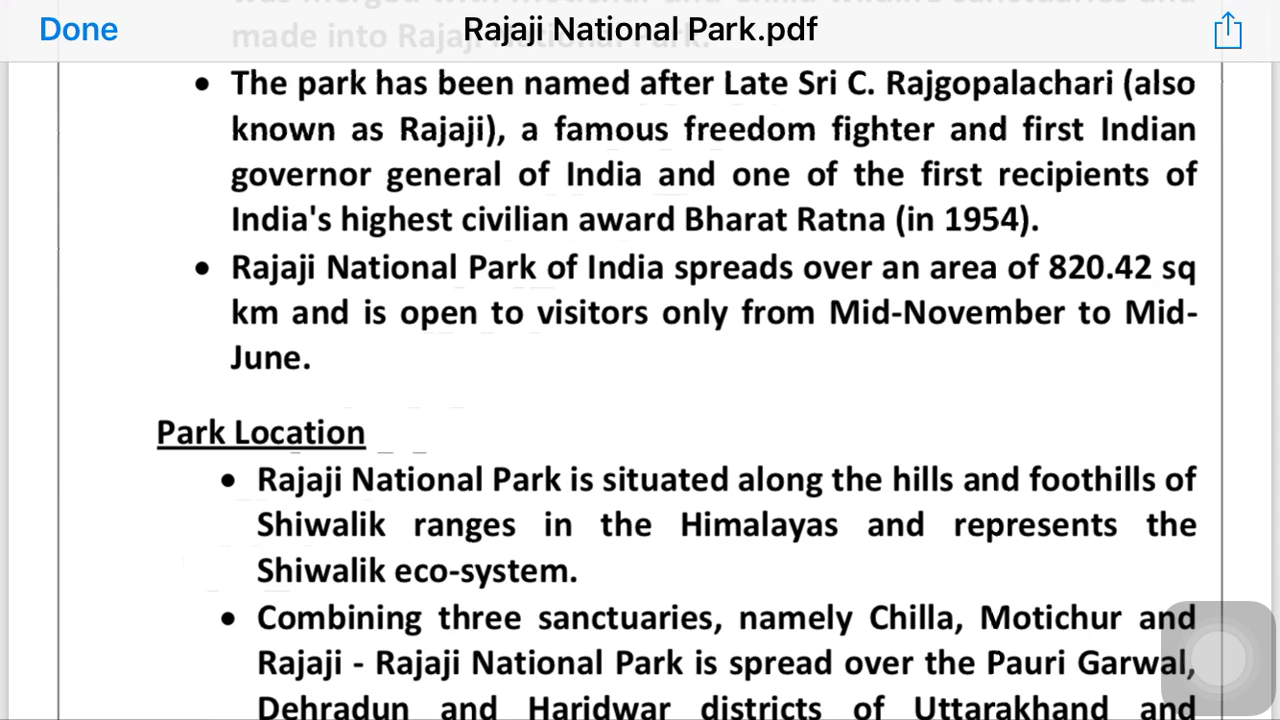 Done
Rajaji National Park.pdf
made into Rajaji National Park.
• The park has been named after Late Sri C. Rajgopalachari (also
known as Rajaji), a famous freedom fighter and first Indian
governor general of India and one of the first recipients of
India's highest civilian award Bharat Ratna (in 1954).
• Rajaji National Park of India spreads over an area of 820.42 sq
km and is open to visitors only from Mid-November to Mid-
June.
Park Location
• Rajaji National Park is situated along the hills and foothills of
Shiwalik ranges in the Himalayas and represents the
Shiwalik eco-system.
• Combining three sanctuaries, namely Chilla, Motichur and
Rajaji - Rajaji National Park is spread over the Pauri Garwal,
Dehradun and Haridwar districts of Uttarakhand and